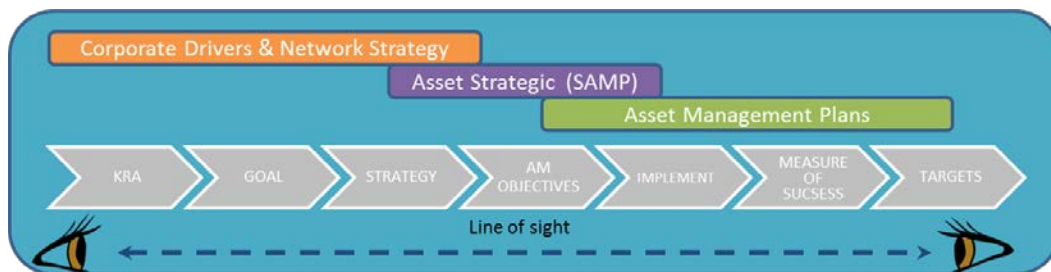 Corporate Drivers & Network Strategy
Asset Strategic (SAMP)
Asset Management Plans
KRA
GOAL
STRATEGY
AM
OBJECTIVES
IMPLEMENT
MEASURE
OF
SUCSESS
TARGETS
Line of sight